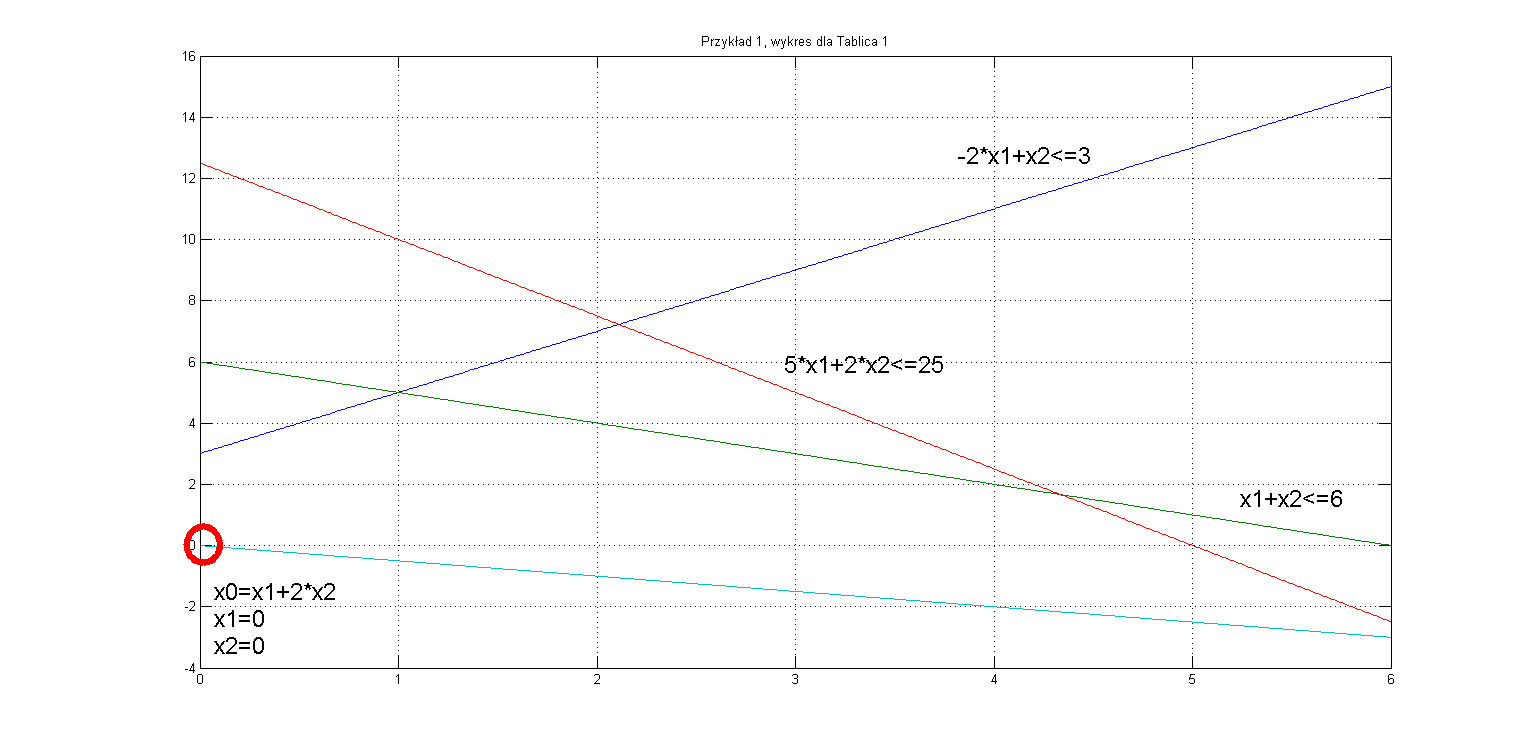 Przykład 1, wykres dla Tablica 1
16
14
-2*x1+x2<=3
12
10
8
6
5*x1+2*x2<=25
4
2
x1+x2<=6
0
x0=x1+2*x2
-2
x1=0
x2=0
-4
0 1 2 3 4 5 6